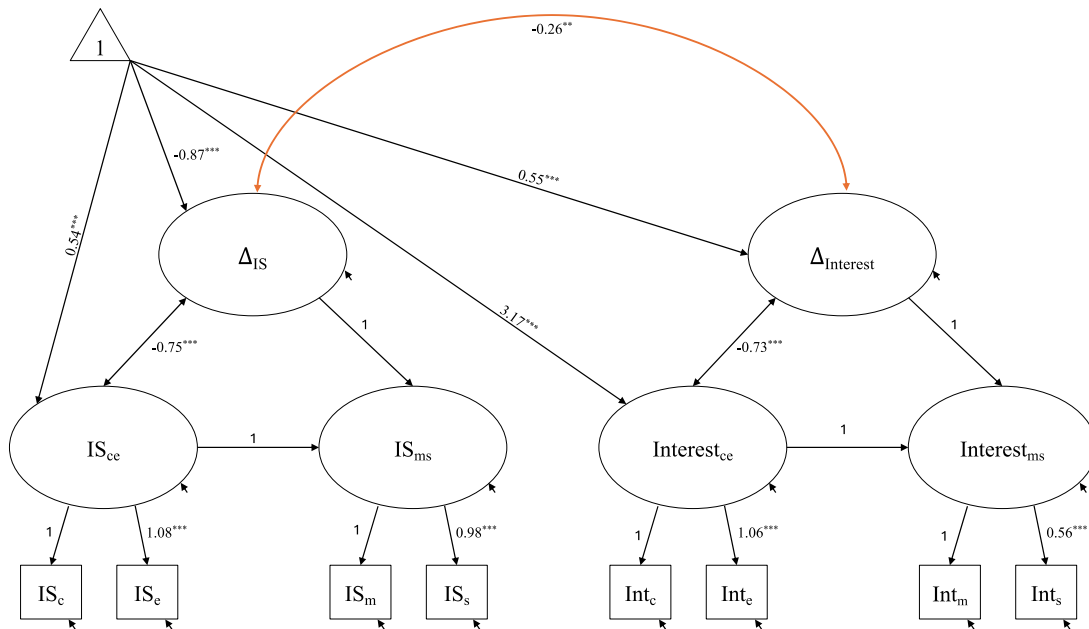 -0.26**
1
-0.87***
0.55***
0.54***
ΔIS
ΔInterest
3.17***
1
1
-0.75***
-0.73***
ISce
1
ISms
Interestce
1
Interestms
1
1.08***
1
0.98***
1
1.06***
1
0.56***
ISc
ISe
ISm
ISs
Intc
Inte
Intm
Ints